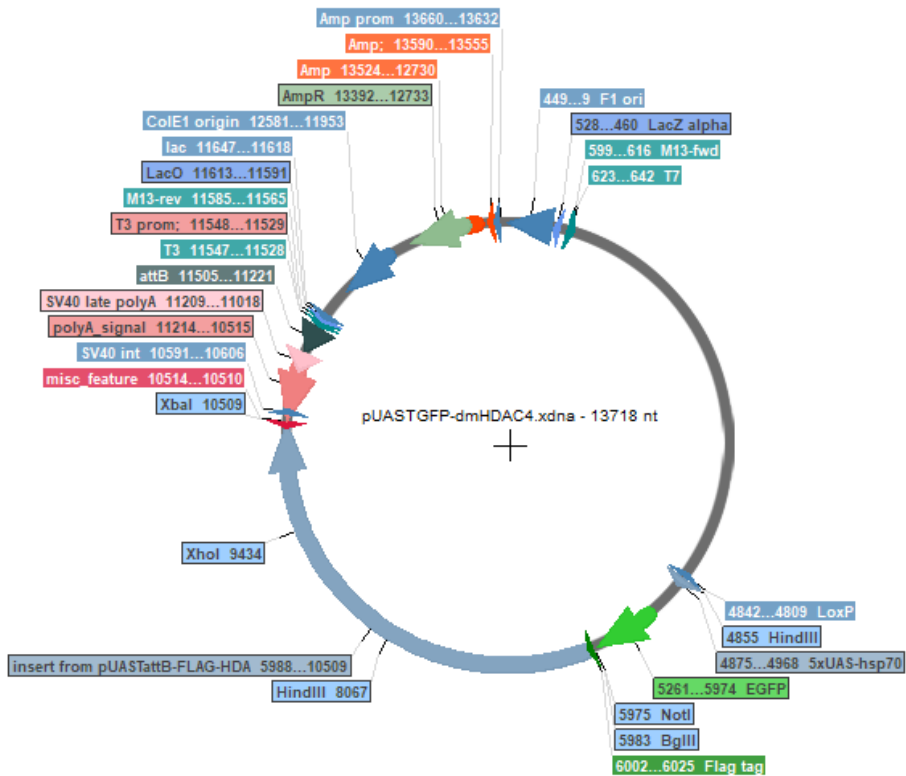 Amp prom 13660...13632
Amp; 13590...13555
Amp 13524...12730
AmpR 13392...12733
ColE1 origin 12581...11953
lac 11647...11618
LacO 11613...11591
M13-rev 11585...11565
T3 prom; 11548...11529
T3 11547...11528
attB 11505...11221
SV40 late polyA 11209...11018
polyA_signal 11214...10515
SV40 int 10591...10606
misc_feature 10514...10510
XbaI 10509
449...9 F1 ori
528...460 LacZ alpha
599...616 M13-fwd
623...642 T7
pUASTGFP-dmHDAC4.xdna - 13718 nt
XhoI 9434
insert from pUASTattB-FLAG-HDA 5988...10509
HindIII 8067
4842...4809 LoxP
4855 HindIII
4875...4968 5xUAS-hsp70
5261...5974 EGFP
5975 NotI
5983 BglII
6002...6025 Flag tag